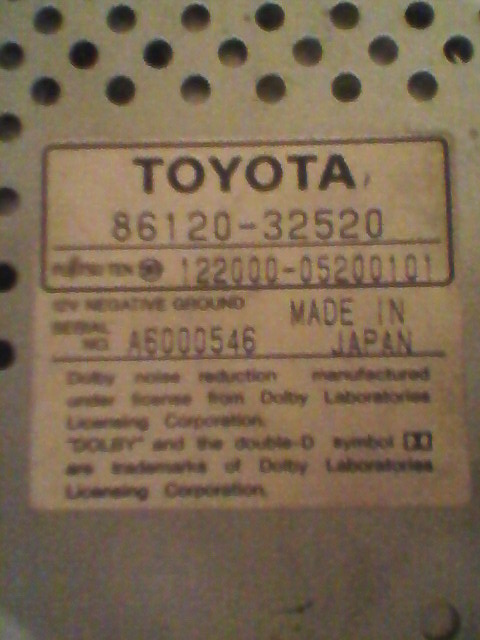 TOYOTA
86120-32520
FUJITSU TEN 122000-05200101
12V NEGATIVE GROUND
MADE IN JAPAN
SERIAL NO. A6000546
Dolby noise reduction manufactured
under license from Dolby Laboratories
Licensing Corporation.
"DOLBY" and the double-D symbol
are trademarks of Dolby Laboratories
Licensing Corporation.